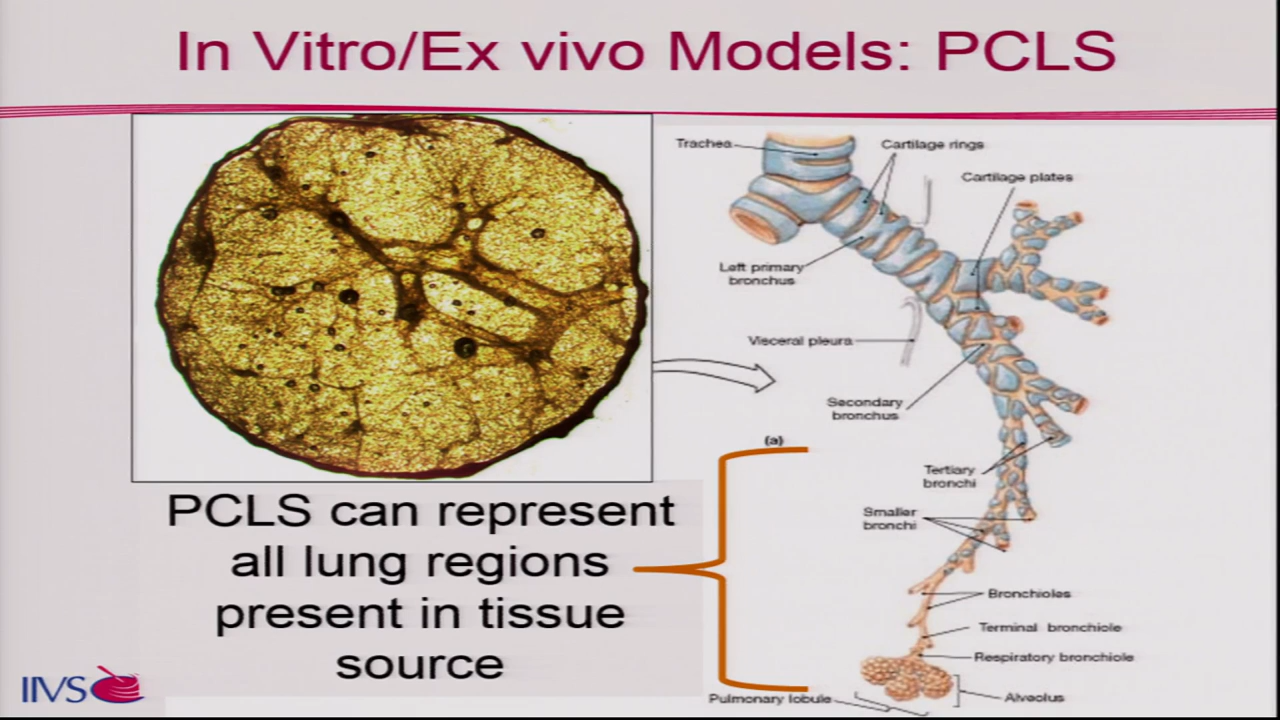 In Vitro/Ex vivo Models: PCLS
Trachea
Cartilage rings
Cartilage plates
Left primary
bronchus
Visceral pleura
Secondary
bronchus
(a)
Tertiary
bronchi
Smaller
bronchi
Bronchioles
Terminal bronchiole
Respiratory bronchiole
Alveolus
Pulmonary lobule
PCLS can represent
all lung regions
present in tissue
source
IIVS